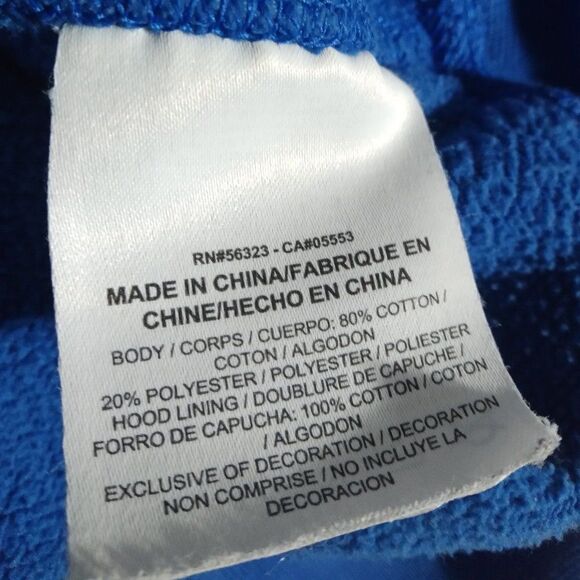 RN#56323 - CA#05553
MADE IN CHINA/FABRIQUE EN
CHINE/HECHO EN CHINA
BODY / CORPS / CUERPO: 80% COTTON /
COTON / ALGODON
20% POLYESTER / POLYESTER / POLIESTER
HOOD LINING / DOUBLURE DE CAPUCHE /
FORRO DE CAPUCHA: 100% COTTON / COTON
/ ALGODON
EXCLUSIVE OF DECORATION / DECORATION
NON COMPRISE / NO INCLUYE LA
DECORACION